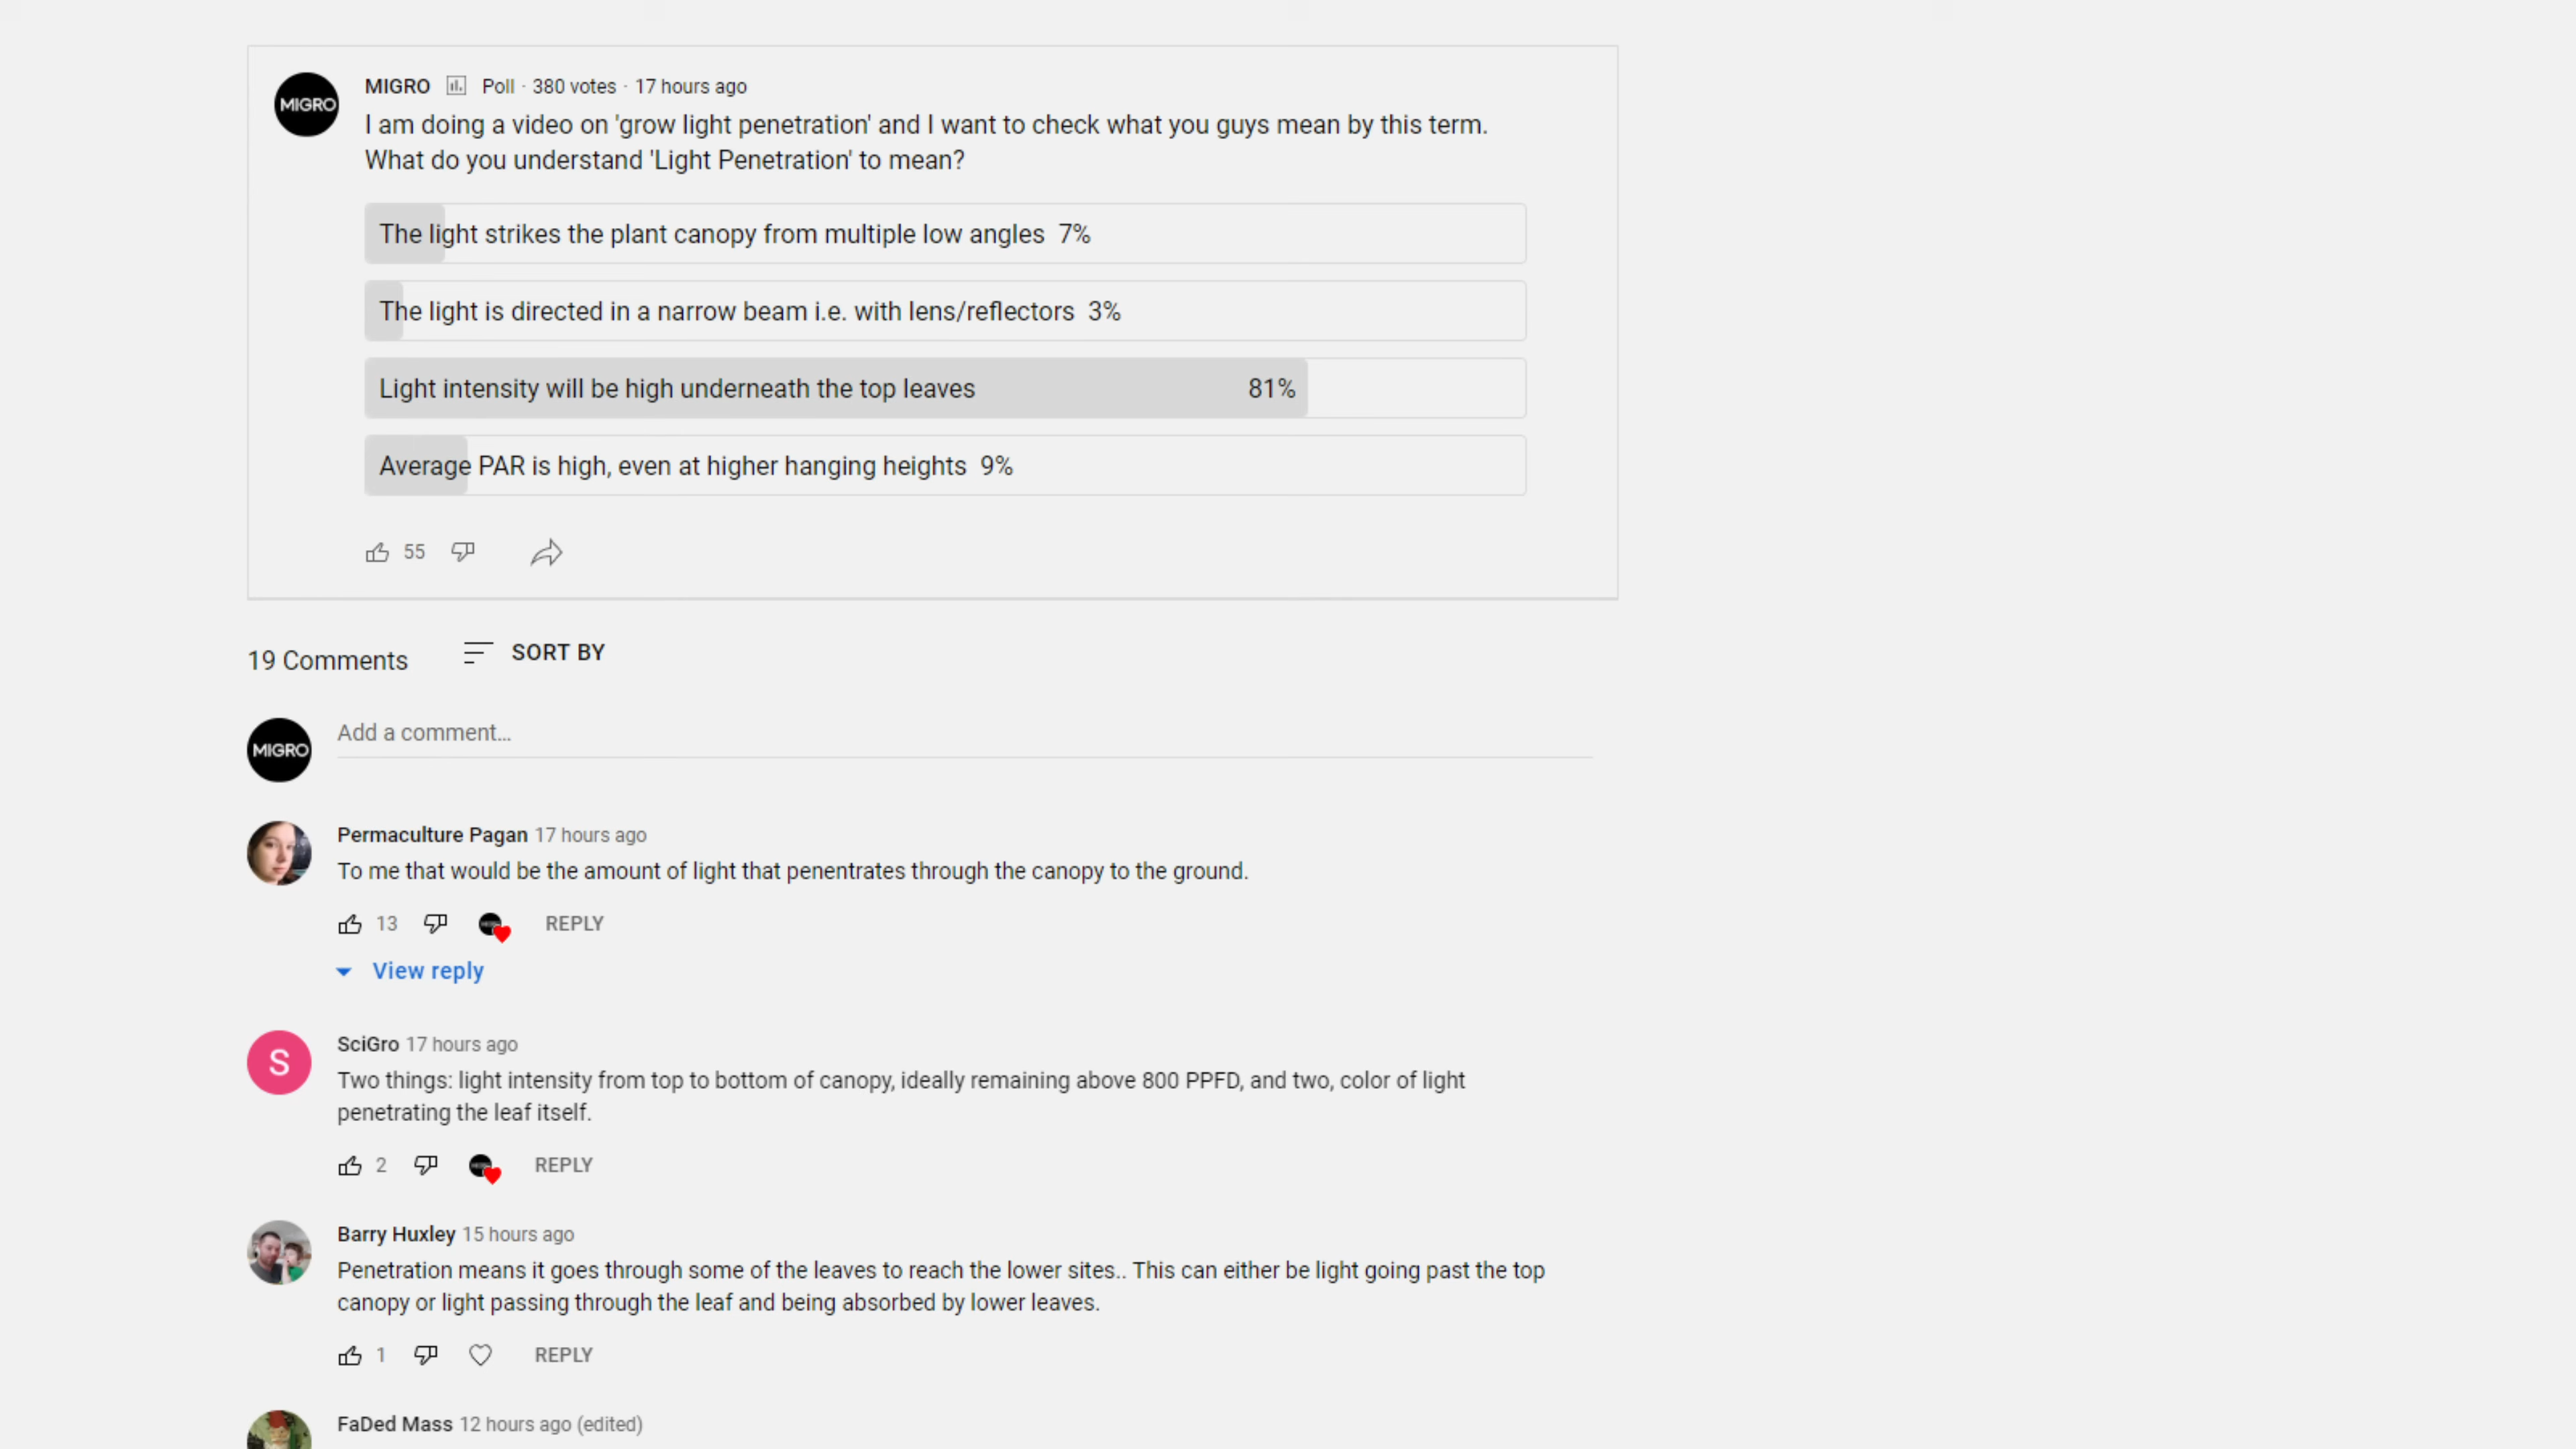 MIGRO
MIGRO Poll · 380 votes · 17 hours ago
I am doing a video on 'grow light penetration' and I want to check what you guys mean by this term.
What do you understand 'Light Penetration' to mean?
The light strikes the plant canopy from multiple low angles 7%
The light is directed in a narrow beam i.e. with lens/reflectors 3%
Light intensity will be high underneath the top leaves 81%
Average PAR is high, even at higher hanging heights 9%
55
19 Comments SORT BY
MIGRO
Add a comment...
Permaculture Pagan 17 hours ago
To me that would be the amount of light that penentrates through the canopy to the ground.
13 REPLY
View reply
S
SciGro 17 hours ago
Two things: light intensity from top to bottom of canopy, ideally remaining above 800 PPFD, and two, color of light
penetrating the leaf itself.
2 REPLY
Barry Huxley 15 hours ago
Penetration means it goes through some of the leaves to reach the lower sites.. This can either be light going past the top
canopy or light passing through the leaf and being absorbed by lower leaves.
1 REPLY
FaDed Mass 12 hours ago (edited)